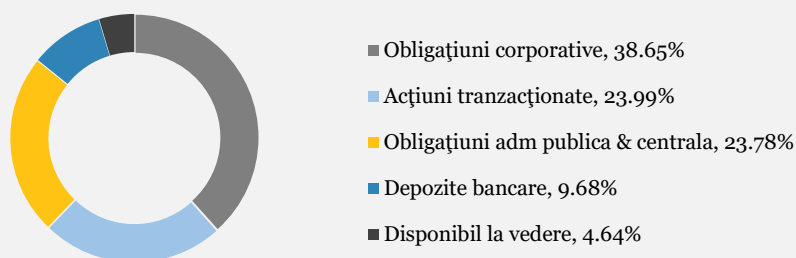 Obligaţiuni corporative, 38.65%
Acţiuni tranzacţionate, 23.99%
Obligaţiuni adm publica & centrala, 23.78%
Depozite bancare, 9.68%
Disponibil la vedere, 4.64%